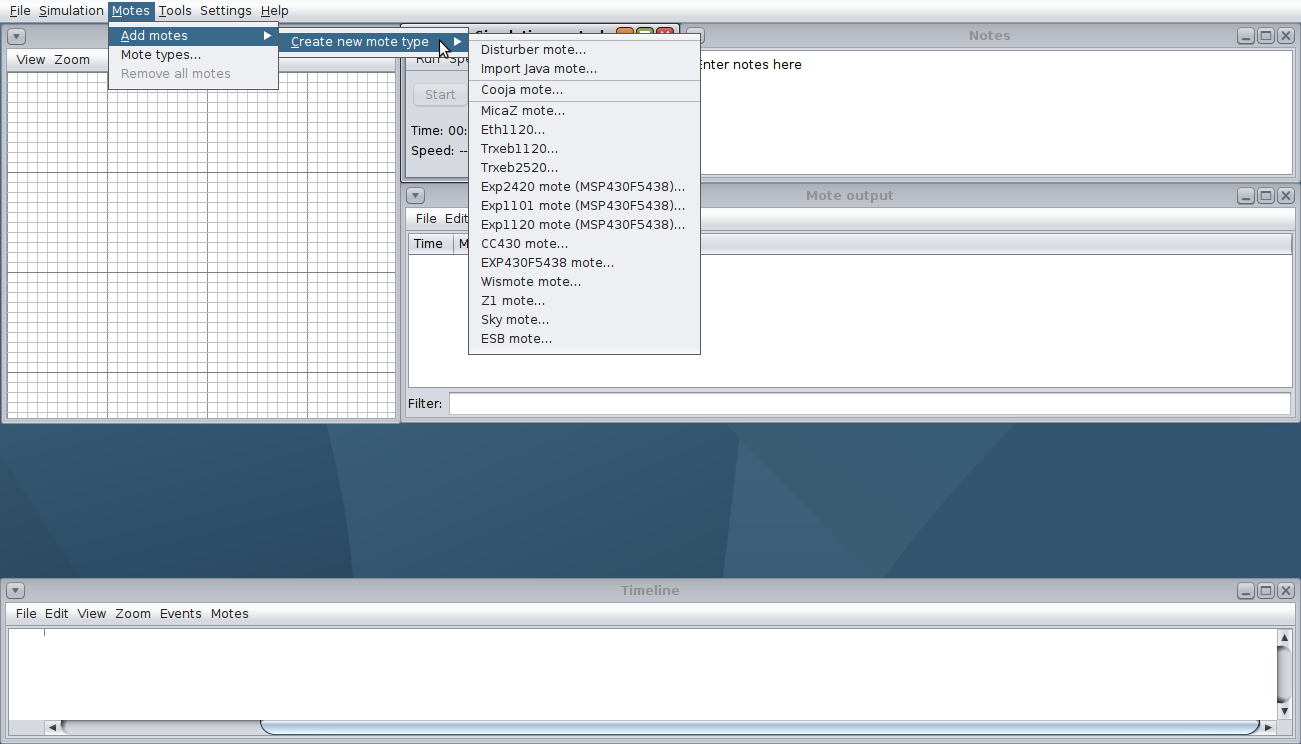 File Simulation Motes Tools Settings Help
Add motes
Mote types...
Remove all motes
Create new mote type
Disturber mote...
Import Java mote...
Cooja mote...
MicaZ mote...
Eth1120...
Trxeb1120...
Trxeb2520...
Exp2420 mote (MSP430F5438)...
Exp1101 mote (MSP430F5438)...
Exp1120 mote (MSP430F5438)...
CC430 mote...
EXP430F5438 mote...
Wismote mote...
Z1 mote...
Sky mote...
ESB mote...
View Zoom
Run
Start
Time: 00:
Speed: --
Notes
Enter notes here
Mote output
File Edit
Time
Filter:
Timeline
File Edit View Zoom Events Motes